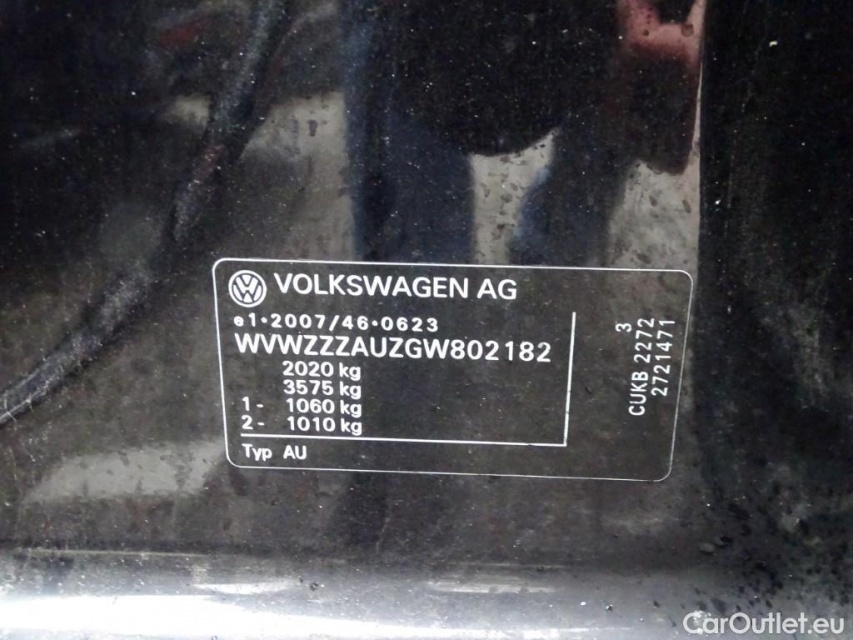 VOLKSWAGEN AG
e1*2007/46*0623
WVWZZZAUZGW802182
2020 kg
3575 kg
1- 1060 kg
2- 1010 kg
Typ AU
3
CUKB 2272
2721471
CarOutlet.eu